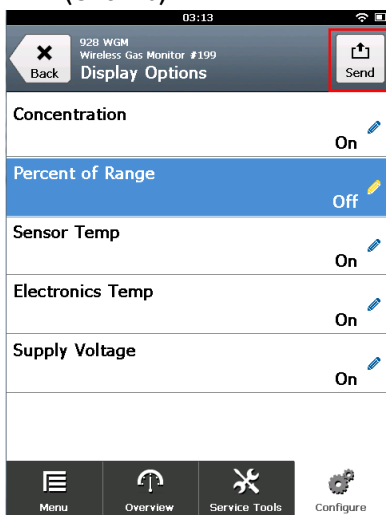 03:13
928 WGM
Wireless Gas Monitor #199
Display Options
Back
Send
Concentration
On
Percent of Range
Off
Sensor Temp
On
Electronics Temp
On
Supply Voltage
On
Menu
Overview
Service Tools
Configure